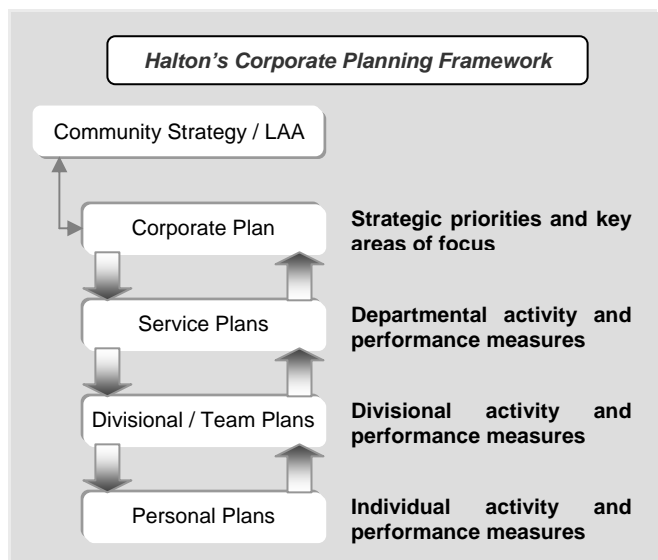 Halton's Corporate Planning Framework
Community Strategy / LAA
Corporate Plan
Strategic priorities and key
areas of focus
Service Plans
Departmental activity and
performance measures
Divisional / Team Plans
Divisional activity and
performance measures
Personal Plans
Individual activity and
performance measures